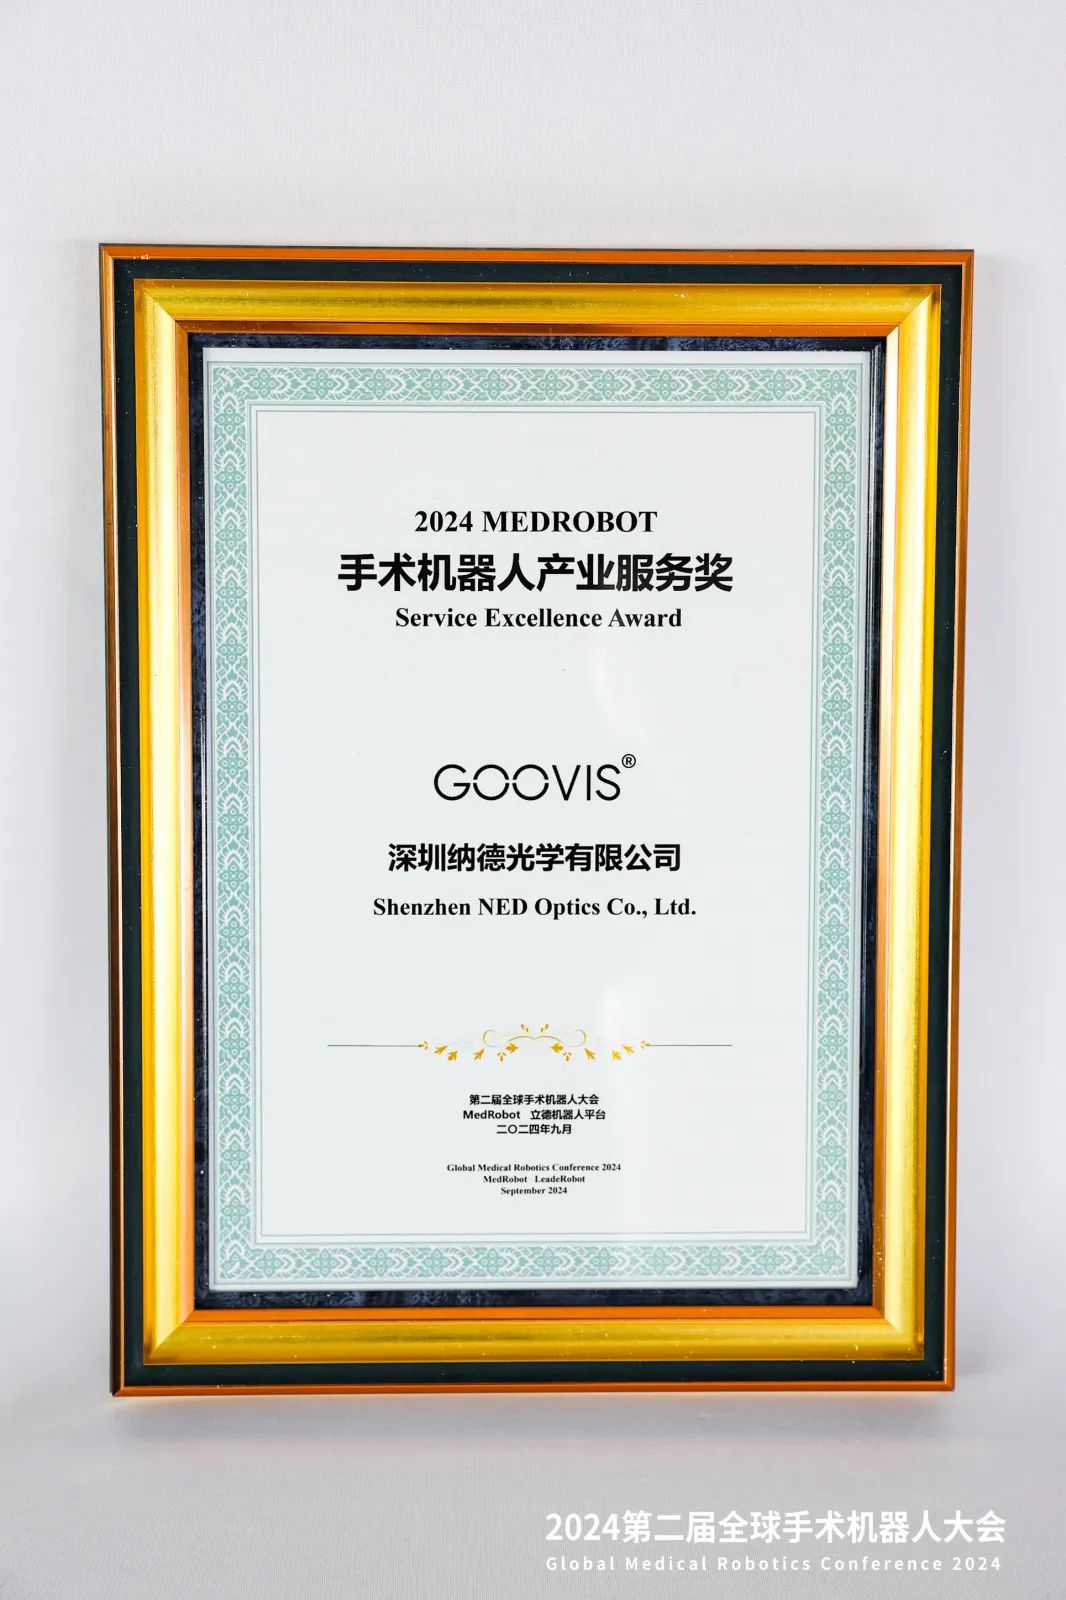 2024 MEDROBOT
手术机器人产业服务奖
Service Excellence Award
GOOVIS®
深圳纳德光学有限公司
Shenzhen NED Optics Co., Ltd.
第二届全球手术机器人大会
MedRobot 立德机器人平台
二〇二四年九月
Global Medical Robotics Conference 2024
MedRobot LeadeRobot
September 2024
2024第二届全球手术机器人大会
Global Medical Robotics Conference 2024